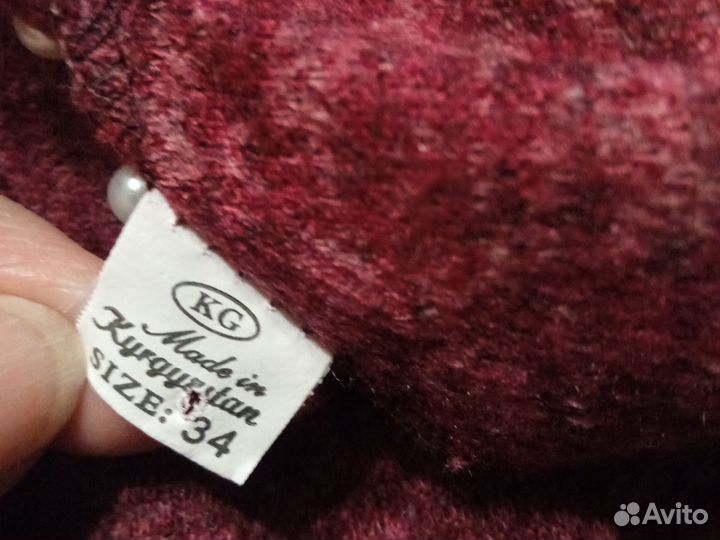 KG
Made in
Kyrgyzstan
SIZE: 34
Avito